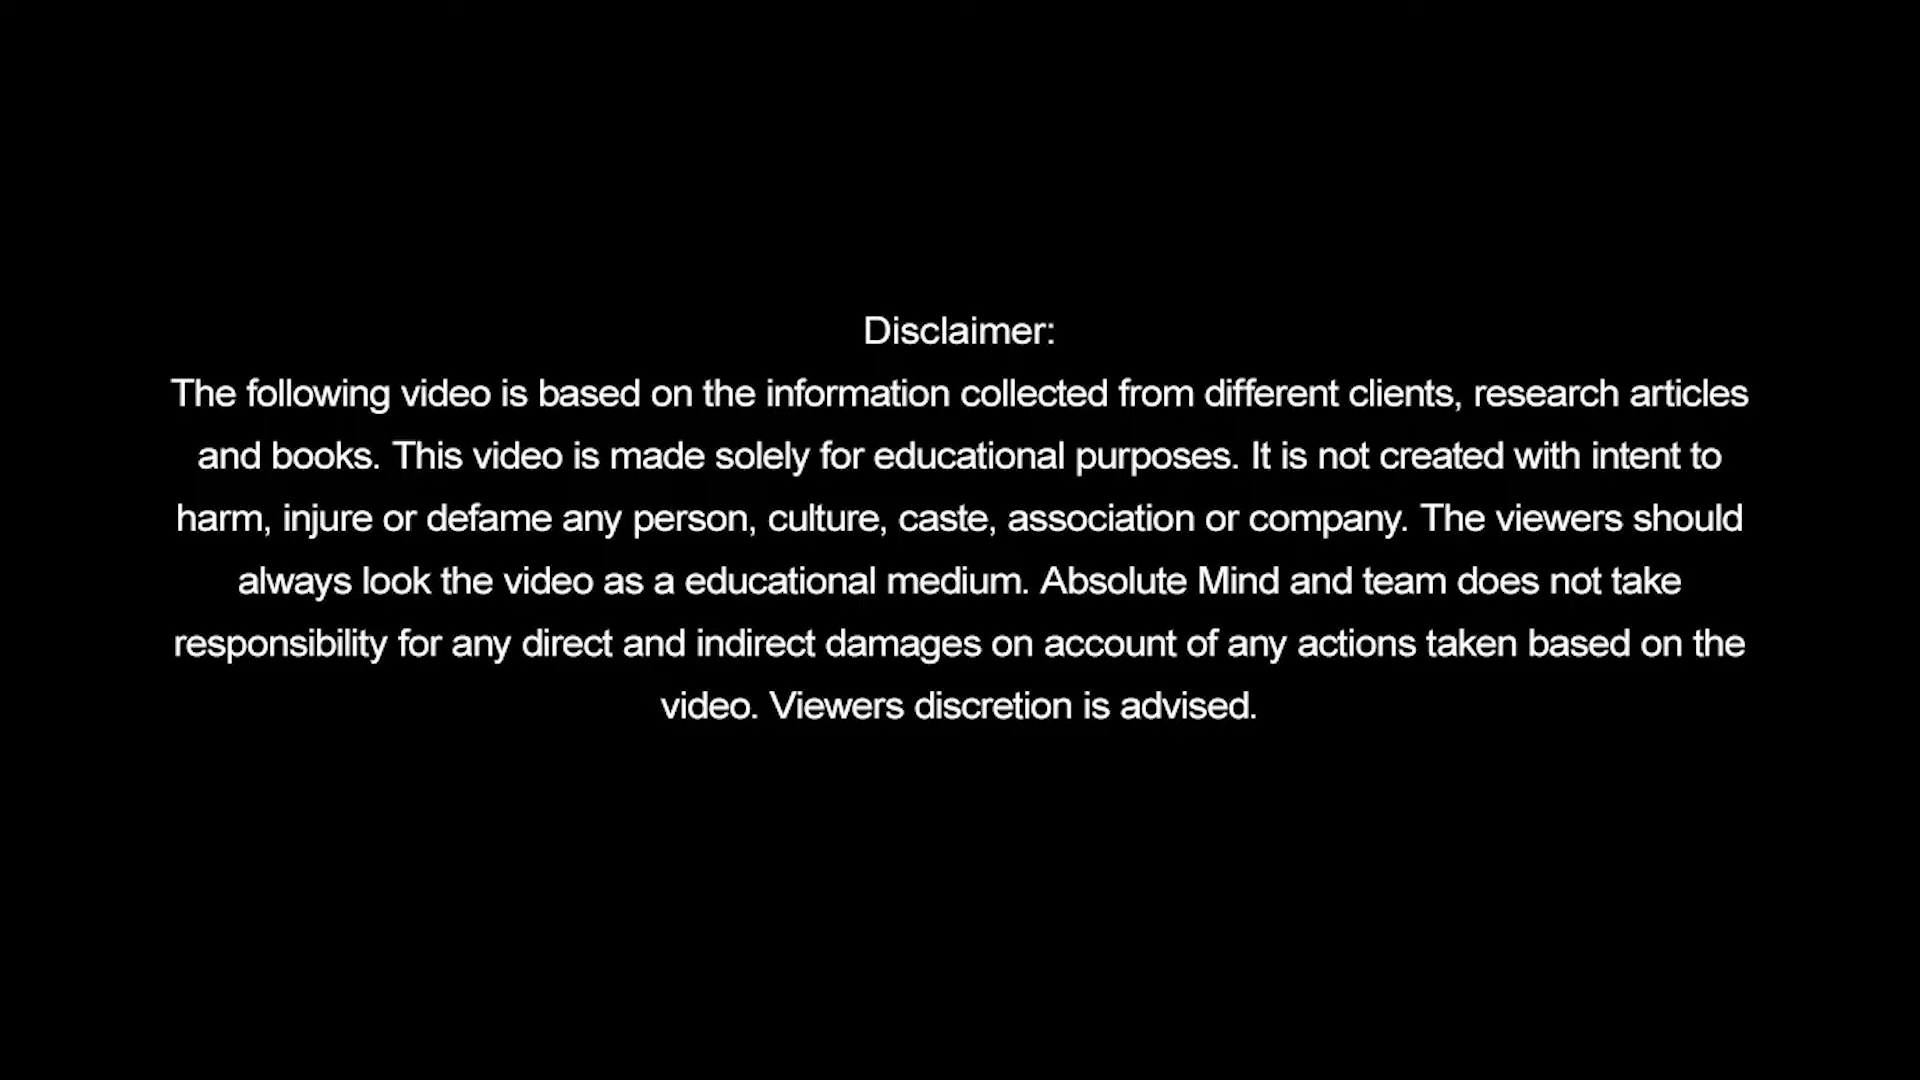 Disclaimer:
The following video is based on the information collected from different clients, research articles
and books. This video is made solely for educational purposes. It is not created with intent to
harm, injure or defame any person, culture, caste, association or company. The viewers should
always look the video as a educational medium. Absolute Mind and team does not take
responsibility for any direct and indirect damages on account of any actions taken based on the
video. Viewers discretion is advised.